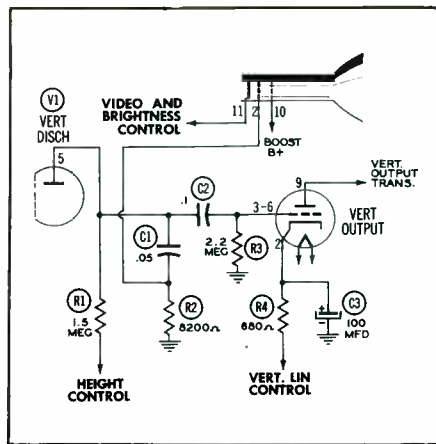 V1
VERT
DISCH
5
VIDEO AND
BRIGHTNESS
CONTROL
11
2
10
BOOST
B+
VERT.
OUTPUT
TRANS.
9
C2
.1
3-6
VERT
OUTPUT
2
C1
.05
2.2
MEG
R3
R1
1.5
MEG
R2
8200Ω
R4
680Ω
C3
100
MFD
+
−
HEIGHT
CONTROL
VERT. LIN
CONTROL